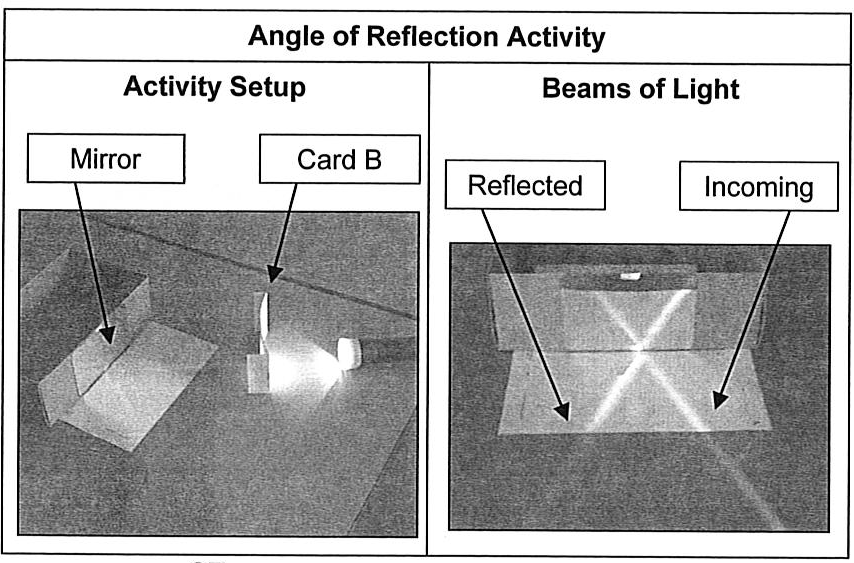 Angle of Reflection Activity
Activity Setup
Mirror
Card B
Beams of Light
Reflected
Incoming